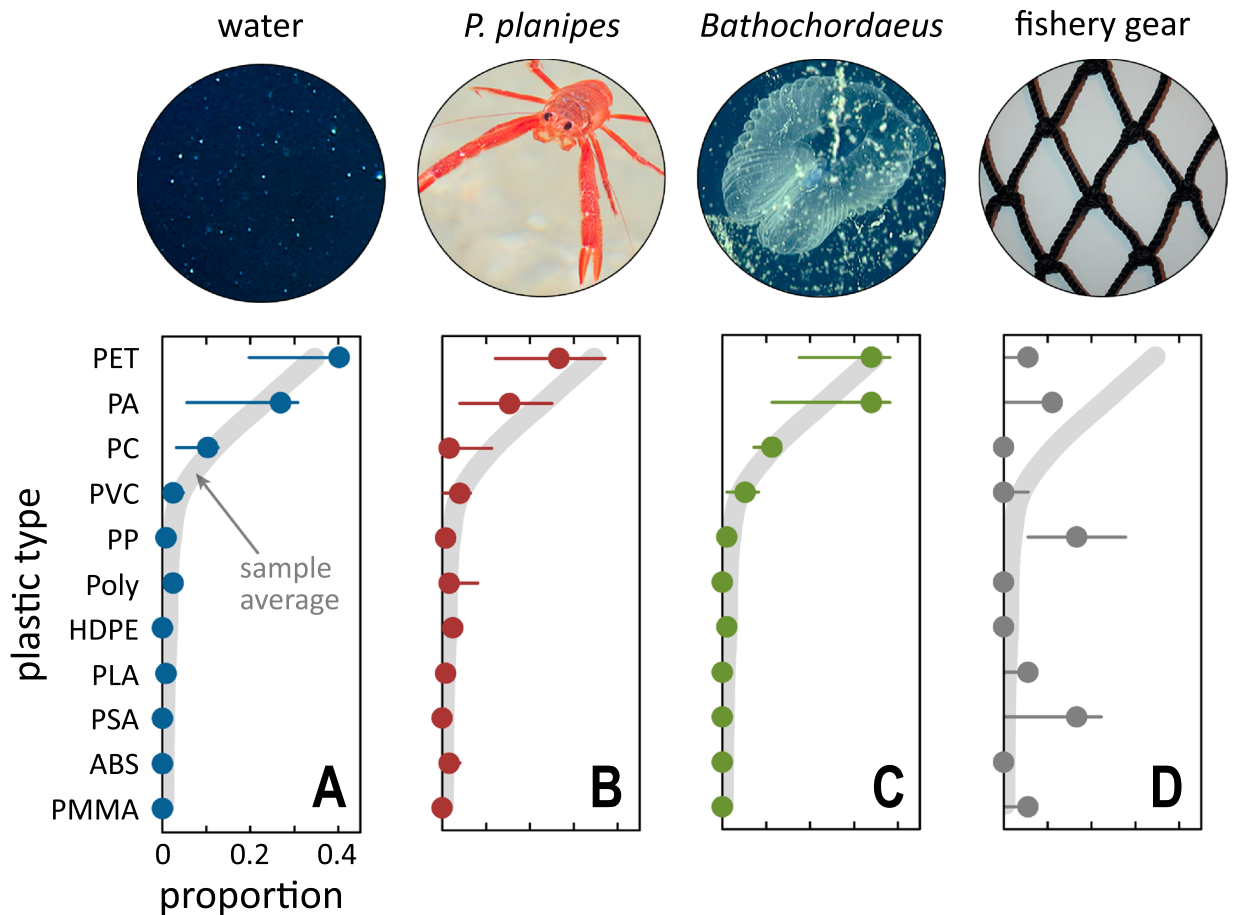 water
P. planipes
Bathochordaeus
fishery gear
plastic type
PET
PA
PC
PVC
PP
Poly
HDPE
PLA
PSA
ABS
PMMA
sample
average
A
B
C
D
0 0.2 0.4
proportion